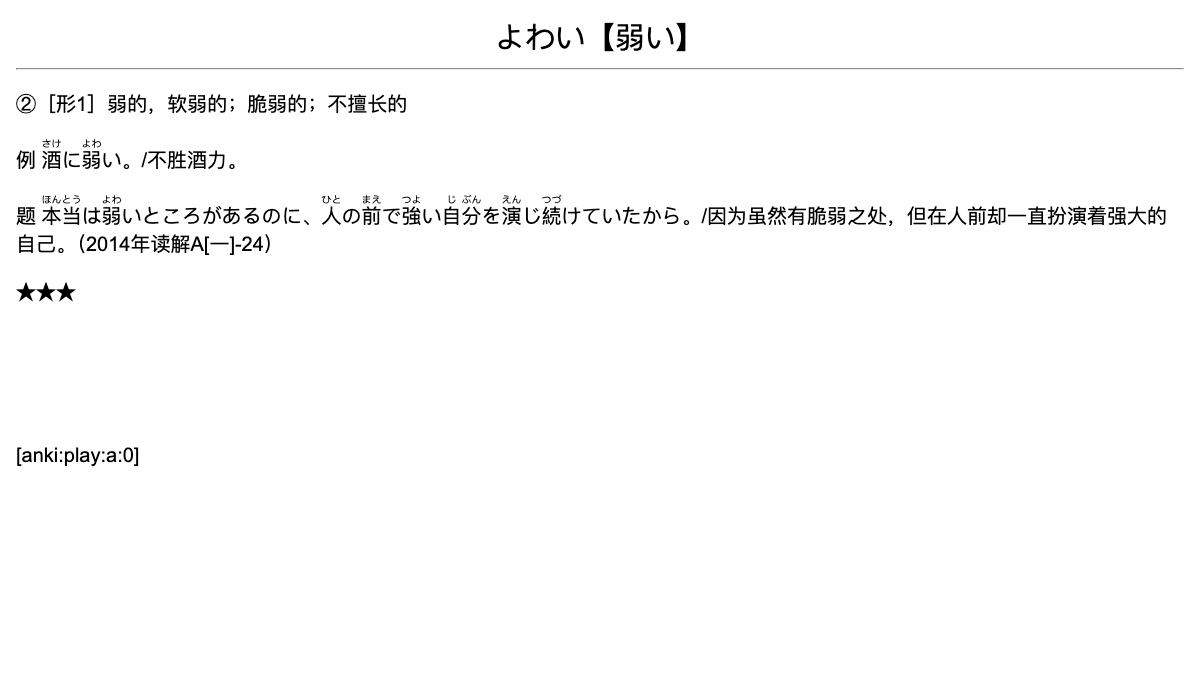 よわい【弱い】
②［形1］弱的，软弱的；脆弱的；不擅长的
さけ よわ
例 酒に弱い。/不胜酒力。
ほんとう よわ ひと まえ つよ じ ぶん えん つづ
题 本当は弱いところがあるのに、人の前で強い自分を演じ続けていたから。/因为虽然有脆弱之处，但在人前却一直扮演着强大的
自己。（2014年读解A[一]-24）
★★★
[anki:play:a:0]